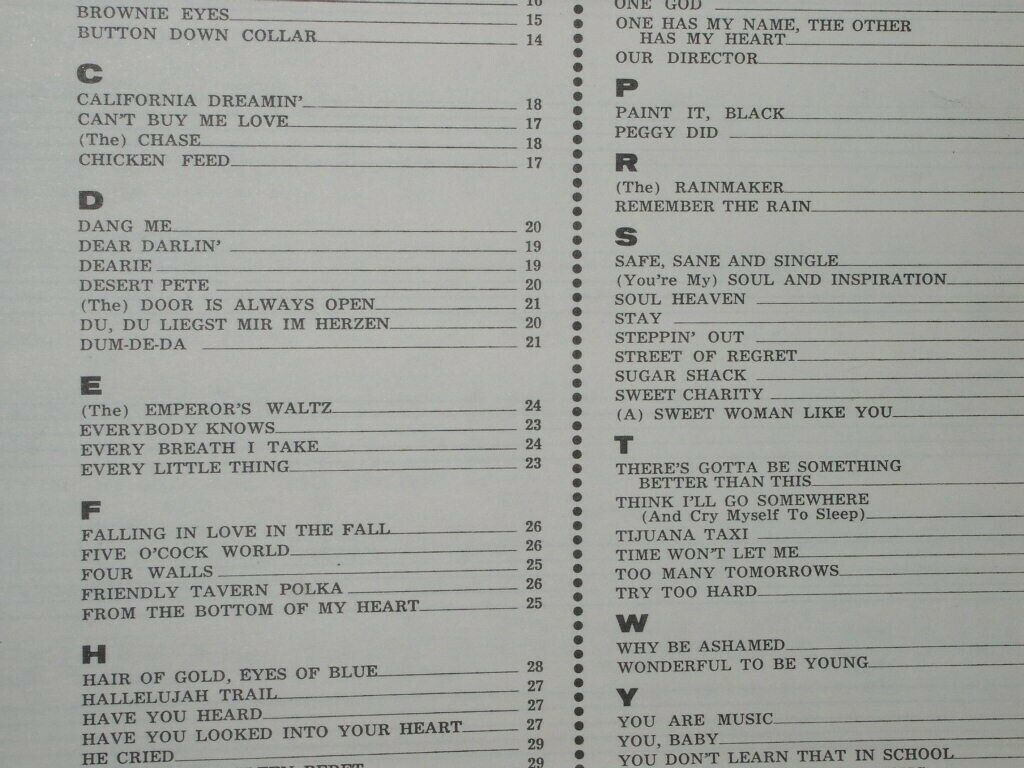 16
BROWNIE EYES 15
BUTTON DOWN COLLAR 14
C
CALIFORNIA DREAMIN' 18
CAN'T BUY ME LOVE 17
(The) CHASE 18
CHICKEN FEED 17
D
DANG ME 20
DEAR DARLIN' 19
DEARIE 19
DESERT PETE 20
(The) DOOR IS ALWAYS OPEN 21
DU, DU LIEGST MIR IM HERZEN 20
DUM-DE-DA 21
E
(The) EMPEROR'S WALTZ 24
EVERYBODY KNOWS 23
EVERY BREATH I TAKE 24
EVERY LITTLE THING 23
F
FALLING IN LOVE IN THE FALL 26
FIVE O'COCK WORLD 26
FOUR WALLS 25
FRIENDLY TAVERN POLKA 26
FROM THE BOTTOM OF MY HEART 25
H
HAIR OF GOLD, EYES OF BLUE 28
HALLELUJAH TRAIL 27
HAVE YOU HEARD 27
HAVE YOU LOOKED INTO YOUR HEART 27
HE CRIED 29
29
ONE GOD
ONE HAS MY NAME, THE OTHER
HAS MY HEART
OUR DIRECTOR
P
PAINT IT, BLACK
PEGGY DID
R
(The) RAINMAKER
REMEMBER THE RAIN
S
SAFE, SANE AND SINGLE
(You're My) SOUL AND INSPIRATION
SOUL HEAVEN
STAY
STEPPIN' OUT
STREET OF REGRET
SUGAR SHACK
SWEET CHARITY
(A) SWEET WOMAN LIKE YOU
T
THERE'S GOTTA BE SOMETHING
BETTER THAN THIS
THINK I'LL GO SOMEWHERE
(And Cry Myself To Sleep)
TIJUANA TAXI
TIME WON'T LET ME
TOO MANY TOMORROWS
TRY TOO HARD
W
WHY BE ASHAMED
WONDERFUL TO BE YOUNG
Y
YOU ARE MUSIC
YOU, BABY
YOU DON'T LEARN THAT IN SCHOOL